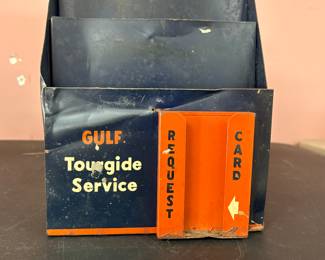 GULF
Tourgide
Service
REQUEST
CARD